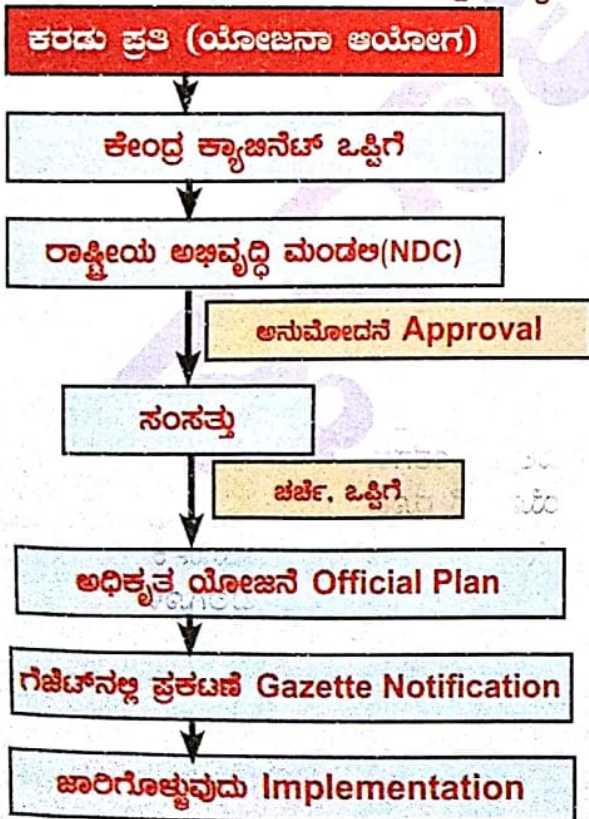 ಕರಡು ಪ್ರತಿ (ಯೋಜನಾ ಆಯೋಗ)
ಕೇಂದ್ರ ಕ್ಯಾಬಿನೆಟ್ ಒಪ್ಪಿಗೆ
ರಾಷ್ಟ್ರೀಯ ಅಭಿವೃದ್ಧಿ ಮಂಡಲಿ(NDC)
ಅನುಮೋದನೆ Approval
ಸಂಸತ್ತು
ಚರ್ಚೆ, ಒಪ್ಪಿಗೆ
ಅಧಿಕೃತ ಯೋಜನೆ Official Plan
ಗೆಜೆಟ್‌ನಲ್ಲಿ ಪ್ರಕಟಣೆ Gazette Notification
ಜಾರಿಗೊಳ್ಳುವುದು Implementation